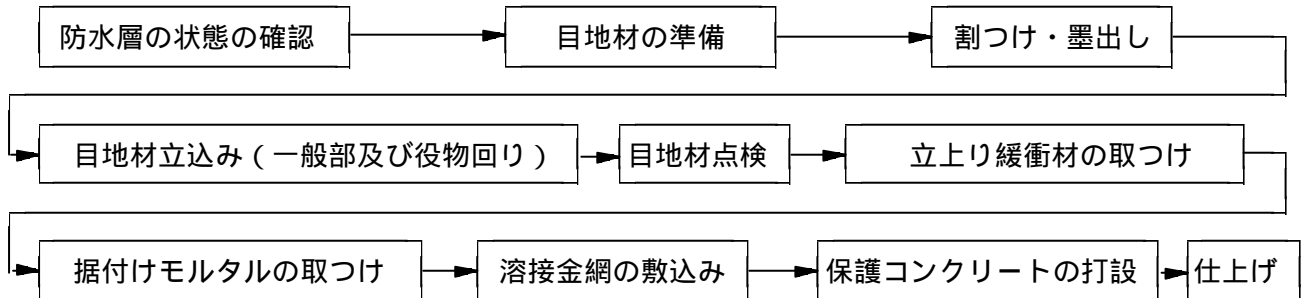 防水層の状態の確認
目地材の準備
割つけ・墨出し
目地材立込み（一般部及び役物回り）
目地材点検
立上り緩衝材の取つけ
据付けモルタルの取つけ
溶接金網の敷込み
保護コンクリートの打設
仕上げ